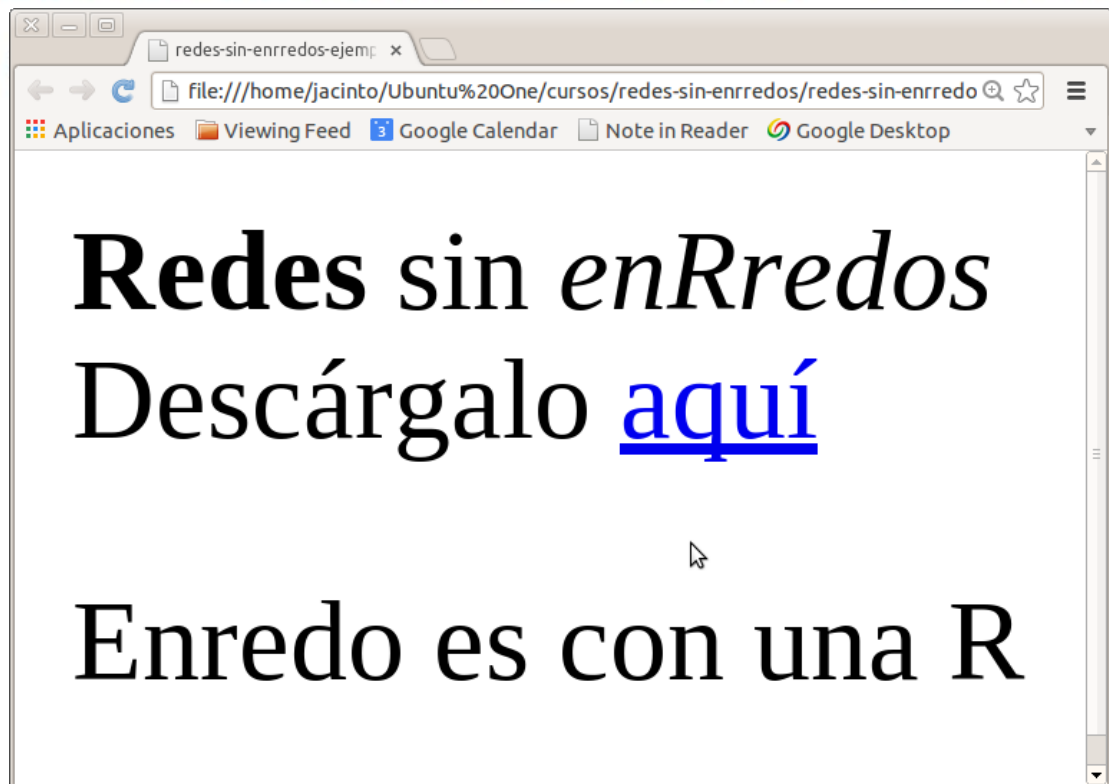 redes-sin-enrredos-ejemp
file:///home/jacinto/Ubuntu%20One/cursos/redes-sin-enrredos/redes-sin-enrredo
Aplicaciones Viewing Feed 3 Google Calendar Note in Reader Google Desktop
Redes sin enRredos
Descárgalo aquí
Enredo es con una R